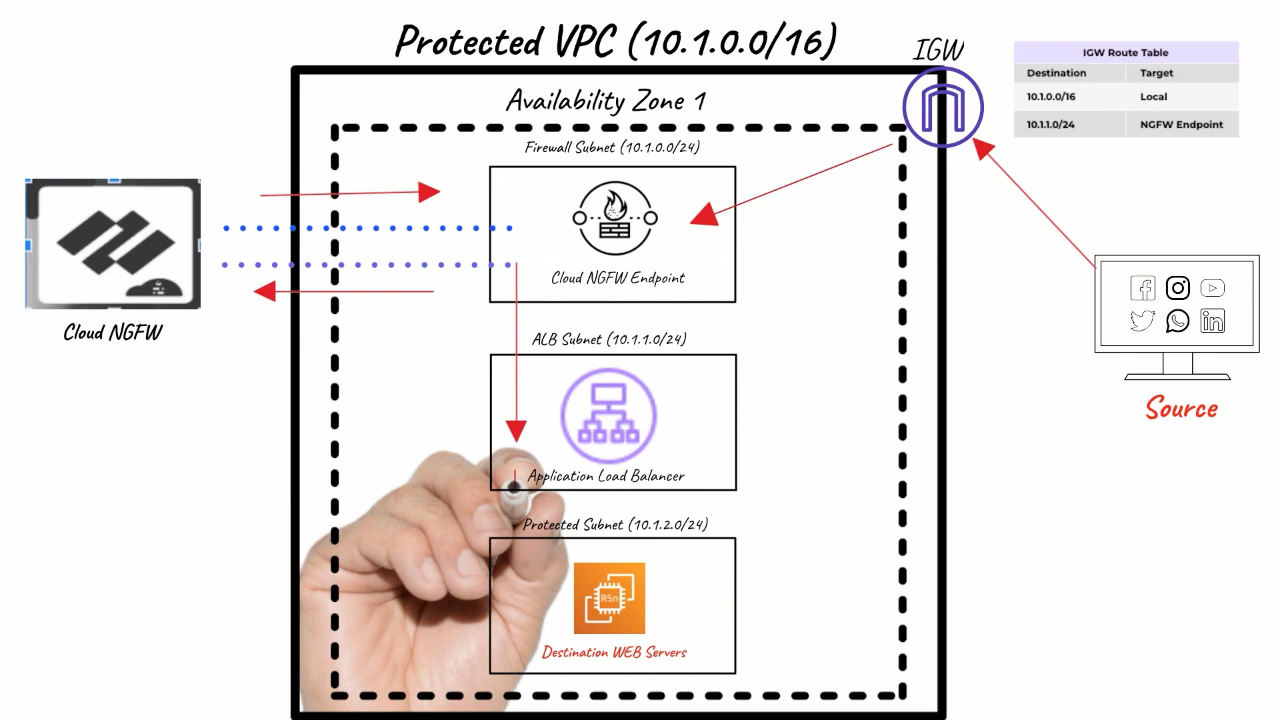 Protected VPC (10.1.0.0/16)
IGW
IGW Route Table
Destination Target
10.1.0.0/16 Local
10.1.1.0/24 NGFW Endpoint
Availability Zone 1
Firewall Subnet (10.1.0.0/24)
Cloud NGFW Endpoint
Cloud NGFW
ALB Subnet (10.1.1.0/24)
Application Load Balancer
Source
Protected Subnet (10.1.2.0/24)
R5n
Destination WEB Servers